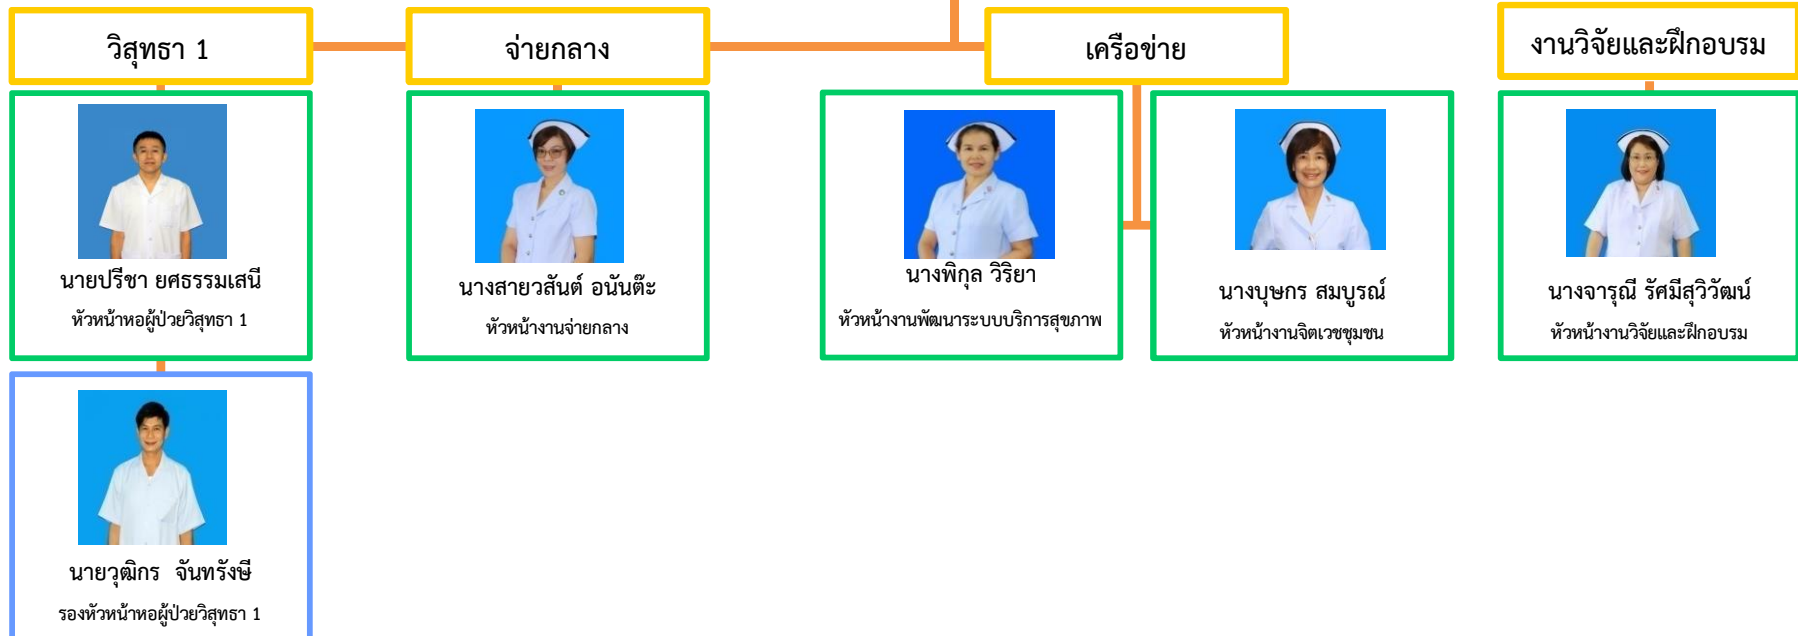 วิสุทธา 1
จ่ายกลาง
เครือข่าย
งานวิจัยและฝึกอบรม
นายปรีชา ยศธรรมเสนี
หัวหน้าหอผู้ป่วยวิสุทธา 1
นางสายวสันต์ อนันต๊ะ
หัวหน้างานจ่ายกลาง
นางพิกุล วิริยา
หัวหน้างานพัฒนาระบบบริการสุขภาพ
นางบุษกร สมบูรณ์
หัวหน้างานจิตเวชชุมชน
นางจารุณี รัศมีสุวิวัฒน์
หัวหน้างานวิจัยและฝึกอบรม
นายวุฒิกร จันทรังษี
รองหัวหน้าหอผู้ป่วยวิสุทธา 1